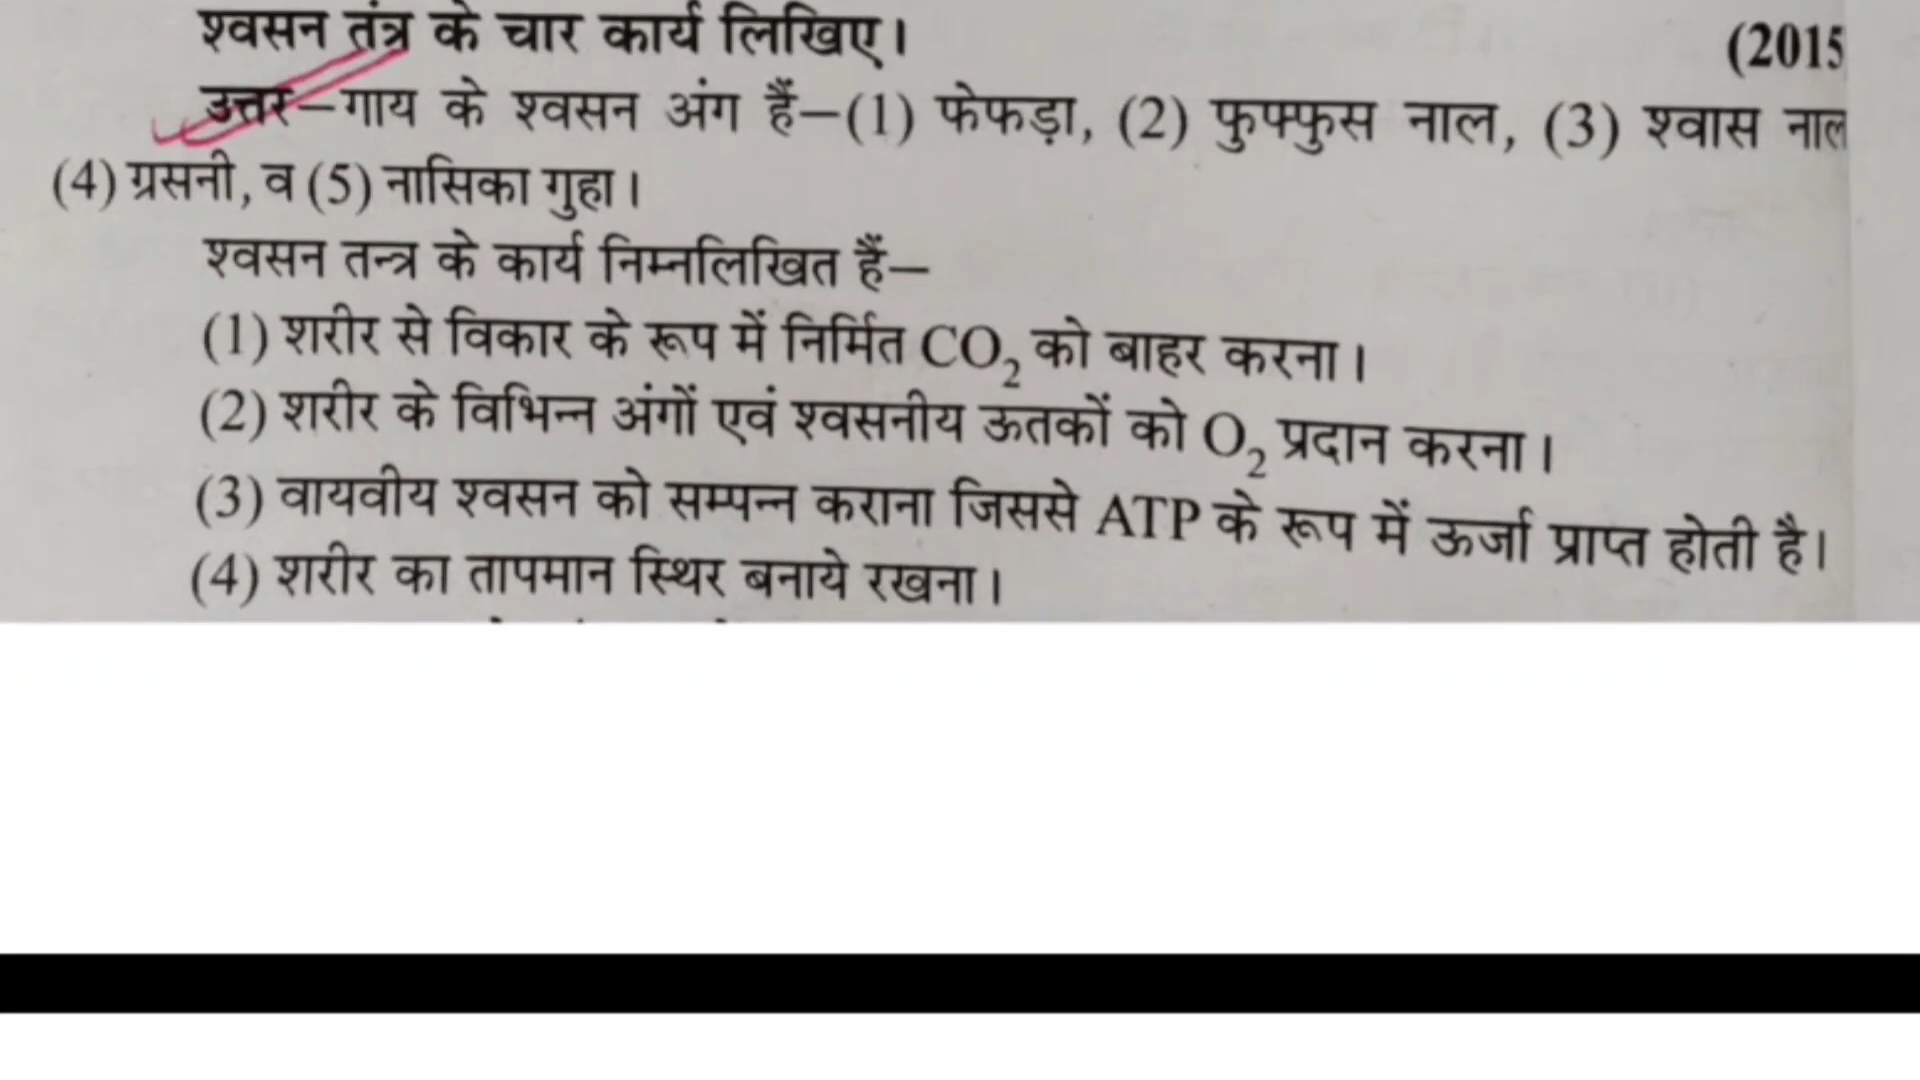 श्वसन तंत्र के चार कार्य लिखिए।
(2015
उत्तर–गाय के श्वसन अंग हैं–(1) फेफड़ा, (2) फुफ्फुस नाल, (3) श्वास नाल
(4) ग्रसनी, व (5) नासिका गुहा।
श्वसन तन्त्र के कार्य निम्नलिखित हैं–
(1) शरीर से विकार के रूप में निर्मित CO₂ को बाहर करना।
(2) शरीर के विभिन्न अंगों एवं श्वसनीय ऊतकों को O₂ प्रदान करना।
(3) वायवीय श्वसन को सम्पन्न कराना जिससे ATP के रूप में ऊर्जा प्राप्त होती है।
(4) शरीर का तापमान स्थिर बनाये रखना।